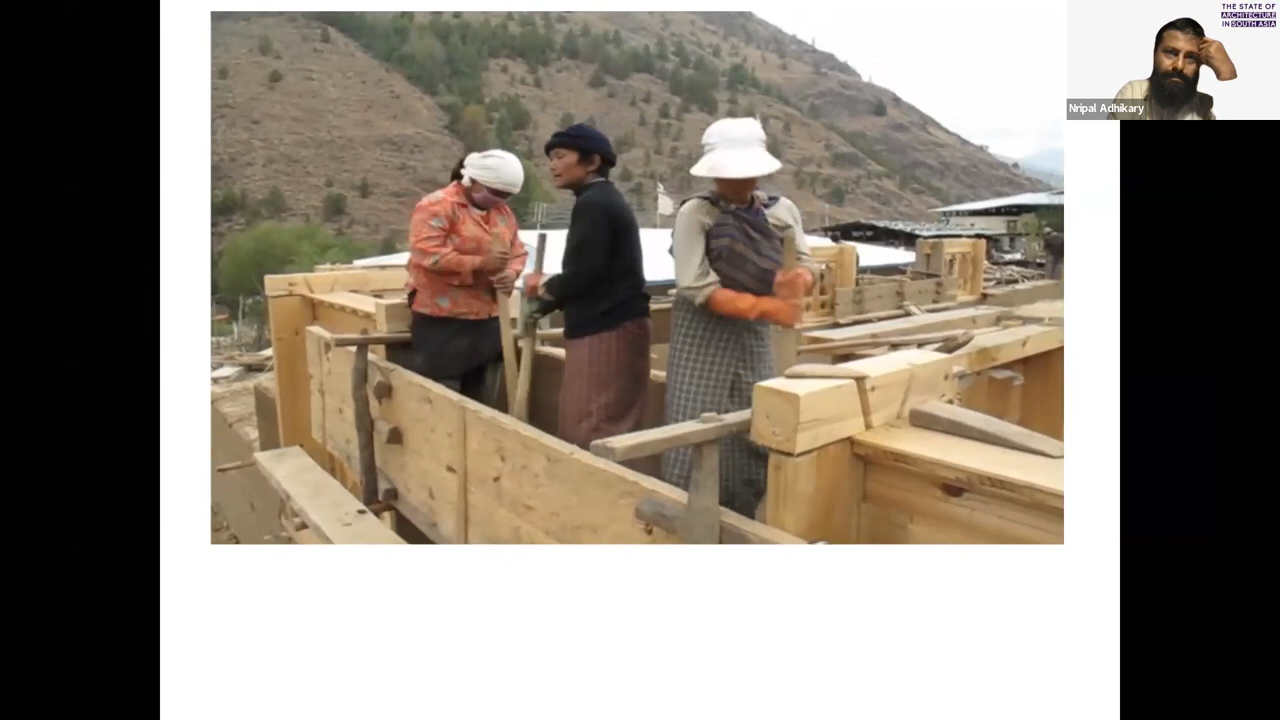 THE STATE OF
ARCHITECTURE
IN SOUTH ASIA
Nripal Adhikary